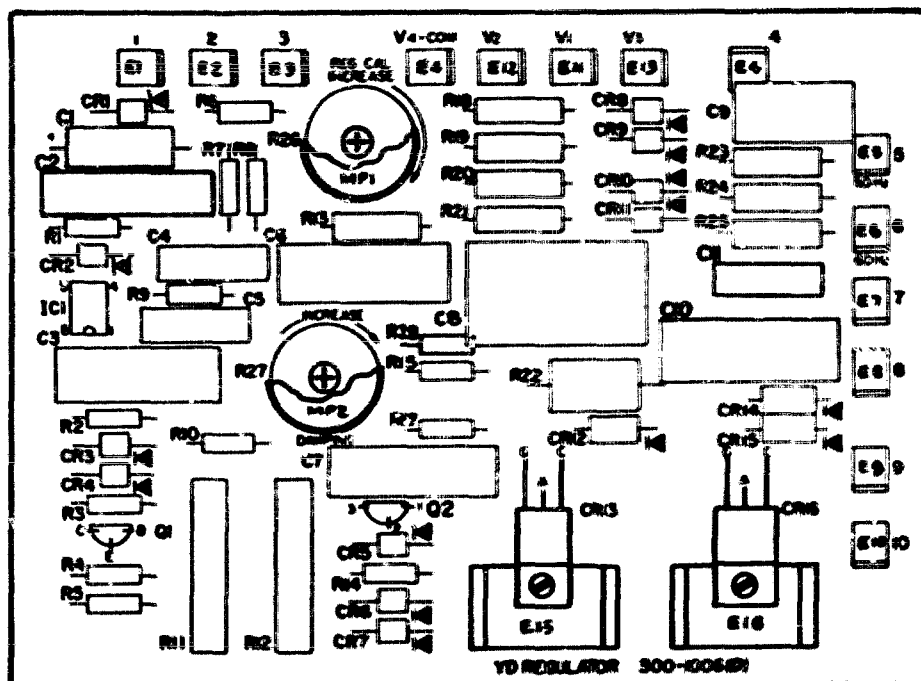 1 2 3 V4-COM V2 V1 V3 4
E1 E2 E3 E4 E12 E11 E13 E4
REG CAL
INCREASE
CR1 R6 R18 CR8 C9
C1 R26 R19 CR9
C2 R7 R8 MP1 R20 R23 E5 5
CR10 R24
R1 R13 R21 CR11 R25 E6 6
C4 C6
CR2 C11
IC1 R9 C5 E7 7
INCREASE C8 C10
C3 R27 R15 R22 E8 8
MP2
R2 R10 DAMPING CR12 CR14
CR3 C7 CR15
CR4 E9 9
R3 Q2 CR13 CR16
C B Q1
E CR5 E10 10
R4 R14
R5 CR6
R11 R12 CR7 E15 E16
YD REGULATOR 300-1006